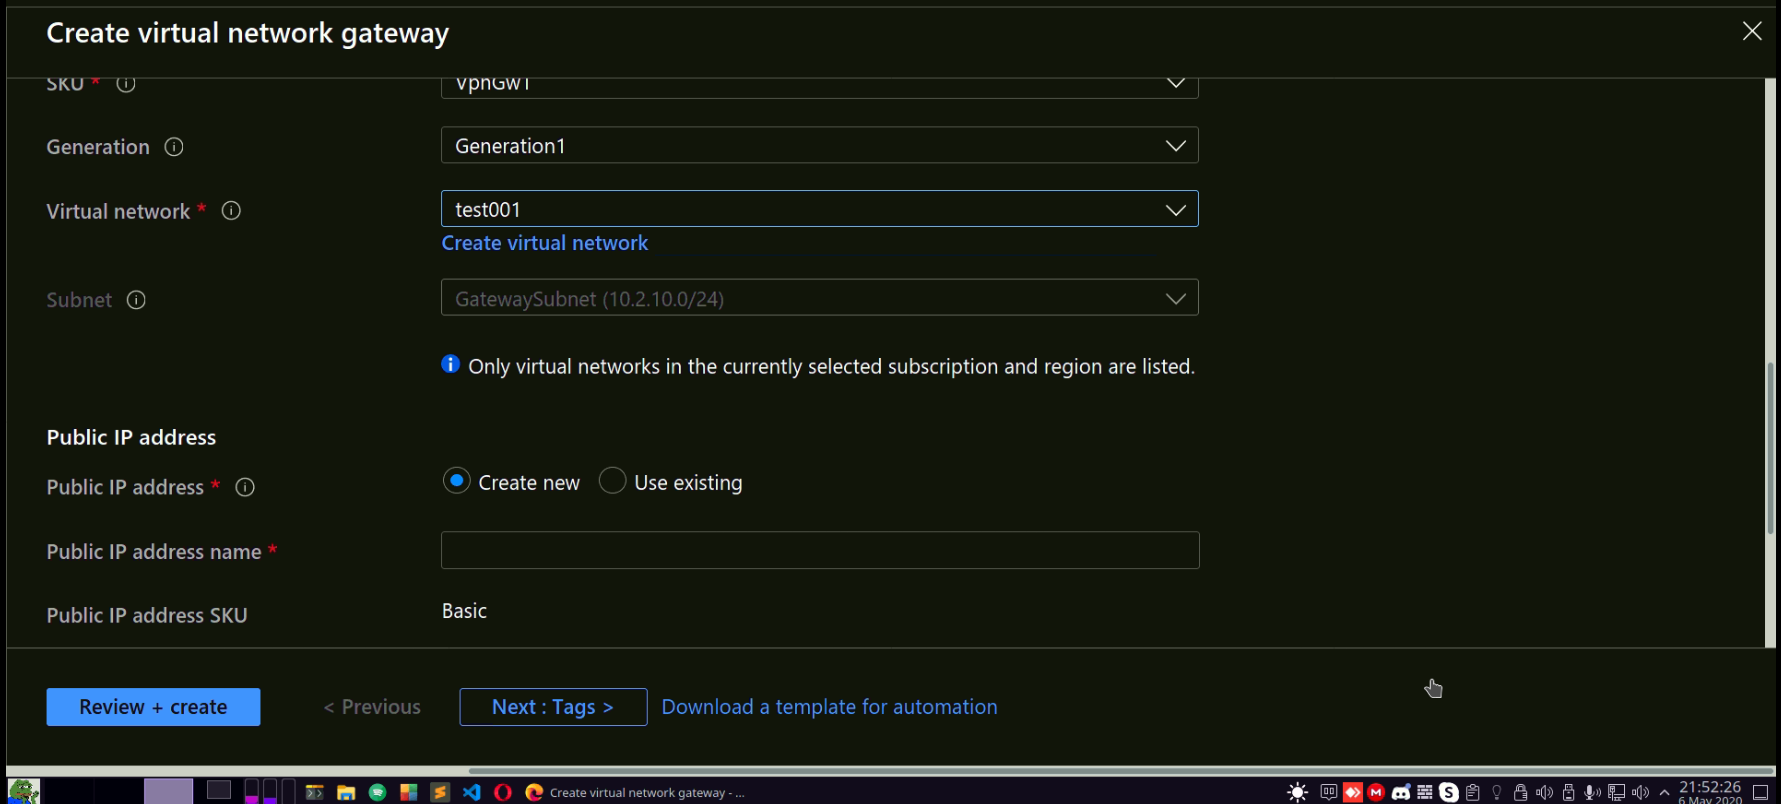 Create virtual network gateway
SKU *
VpnGw1
Generation
Generation1
Virtual network *
test001
Create virtual network
Subnet
GatewaySubnet (10.2.10.0/24)
Only virtual networks in the currently selected subscription and region are listed.
Public IP address
Public IP address *
Create new
Use existing
Public IP address name *
Public IP address SKU
Basic
Review + create
< Previous
Next : Tags >
Download a template for automation
Create virtual network gateway - ...
21:52:26
6 May 2020